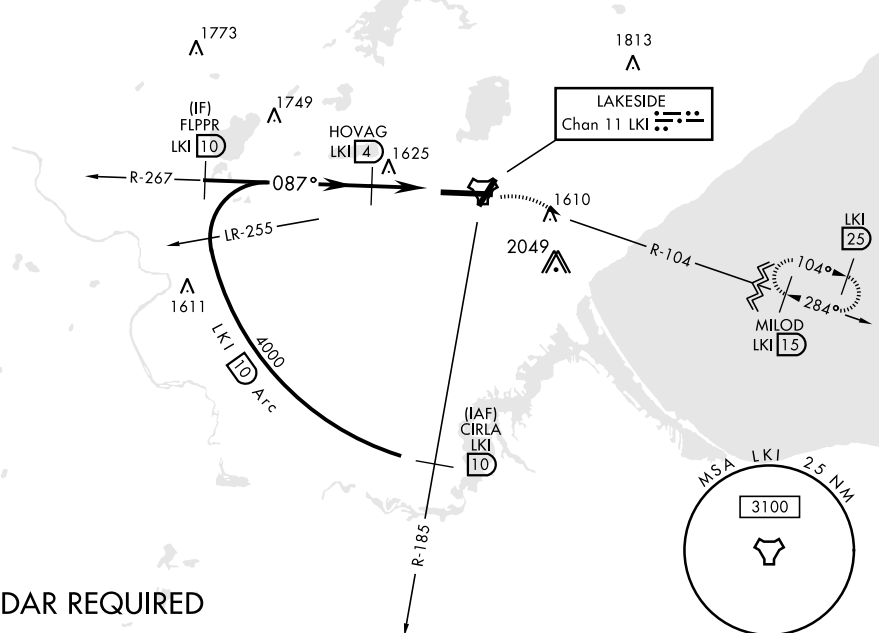 1773
1813
1749
(IF)
FLPPR
LKI 10
HOVAG
LKI 4
1625
LAKESIDE
Chan 11 LKI
R-267
087°
1610
LKI
25
LR-255
2049
R-104
104°
284°
1611
MILOD
LKI 15
4000
LKI 10 Arc
(IAF)
CIRLA
LKI
10
MSA LKI 25 NM
3100
R-185
DAR REQUIRED